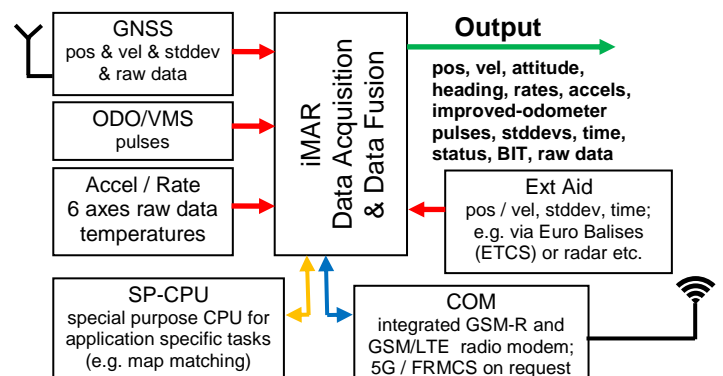 GNSS
pos & vel & stddev
& raw data
ODO/VMS
pulses
Accel / Rate
6 axes raw data
temperatures
iMAR
Data Acquisition
& Data Fusion
Output
pos, vel, attitude,
heading, rates, accels,
improved-odometer
pulses, stddevs, time,
status, BIT, raw data
Ext Aid
pos / vel, stddev, time;
e.g. via Euro Balises
(ETCS) or radar etc.
SP-CPU
special purpose CPU for
application specific tasks
(e.g. map matching)
COM
integrated GSM-R and
GSM/LTE radio modem;
5G / FRMCS on request